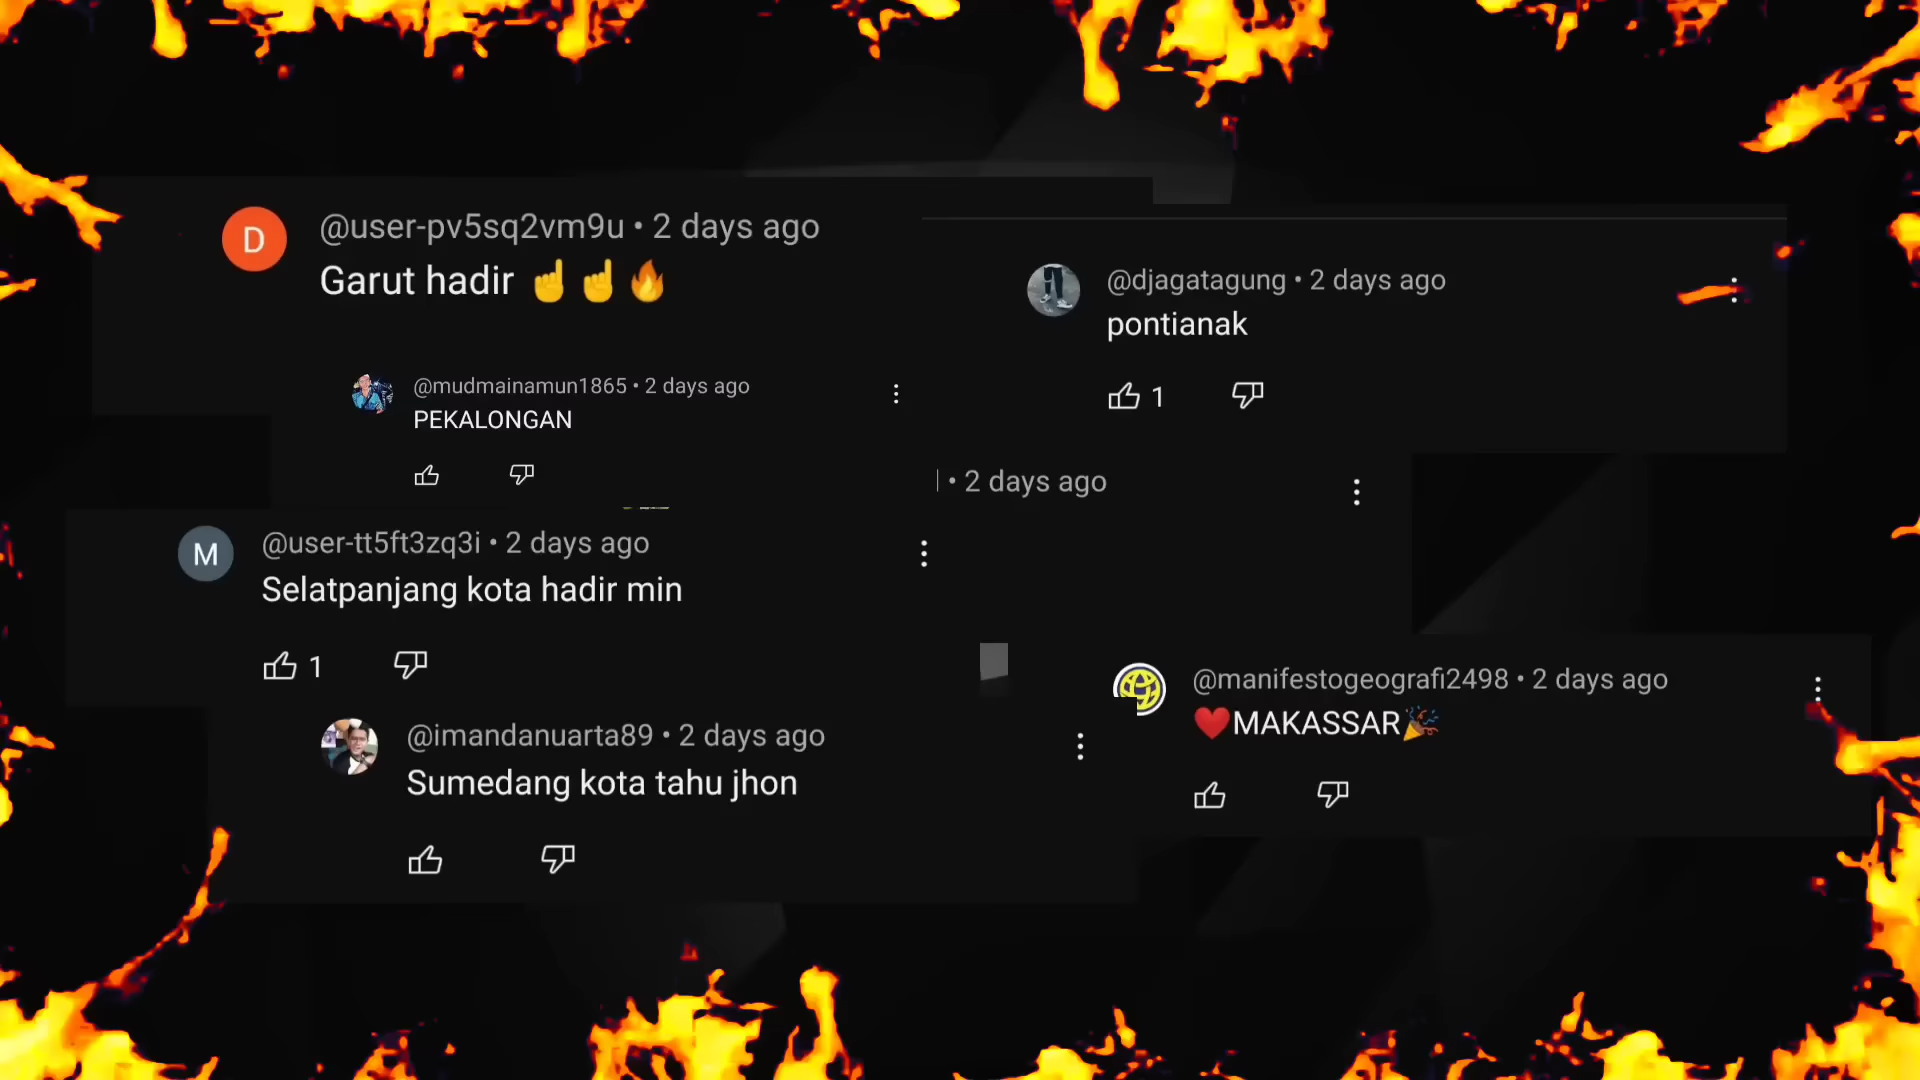 D
@user-pv5sq2vm9u • 2 days ago
Garut hadir ☝️☝️🔥
@djagatagung • 2 days ago
pontianak
1
@mudmainamun1865 • 2 days ago
PEKALONGAN
• 2 days ago
M
@user-tt5ft3zq3i • 2 days ago
Selatpanjang kota hadir min
1
@manifestogeografi2498 • 2 days ago
❤️MAKASSAR🎉
@imandanuarta89 • 2 days ago
Sumedang kota tahu jhon